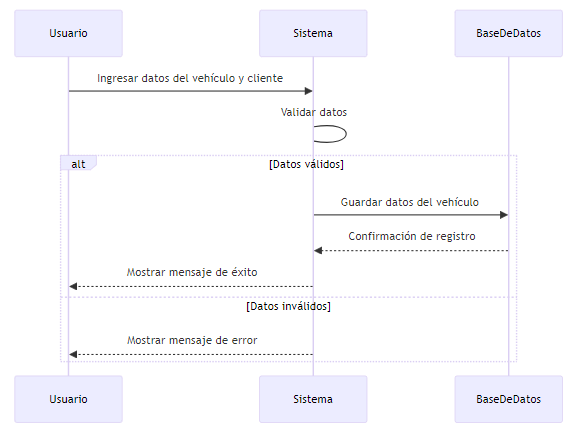 Usuario
Sistema
BaseDeDatos
Ingresar datos del vehículo y cliente
Validar datos
alt
[Datos válidos]
Guardar datos del vehículo
Confirmación de registro
Mostrar mensaje de éxito
[Datos inválidos]
Mostrar mensaje de error
Usuario
Sistema
BaseDeDatos